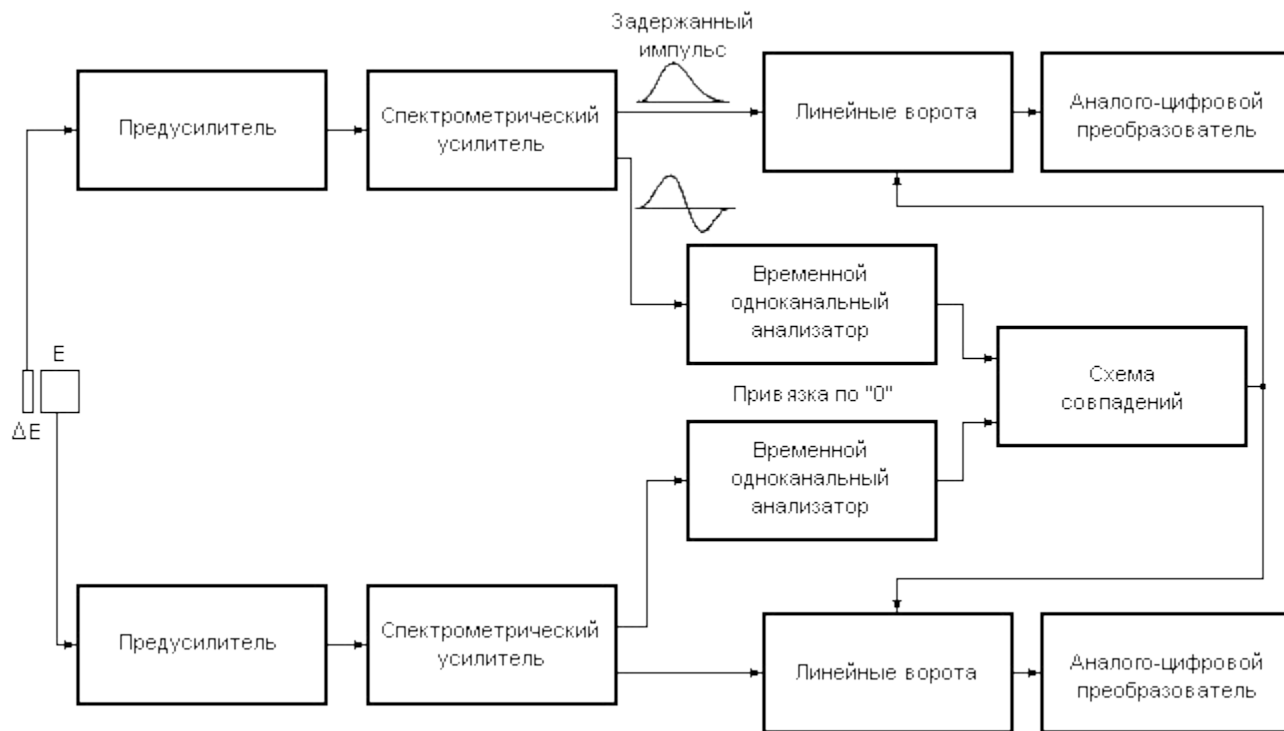 Задержанный
импульс
Предусилитель
Спектрометрический
усилитель
Линейные ворота
Аналого-цифровой
преобразователь
Временной
одноканальный
анализатор
E
ΔE
Схема
совпадений
Привязка по "0"
Временной
одноканальный
анализатор
Предусилитель
Спектрометрический
усилитель
Линейные ворота
Аналого-цифровой
преобразователь